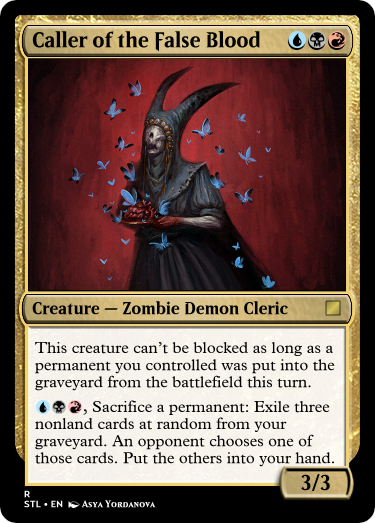 Caller of the False Blood
Creature — Zombie Demon Cleric
This creature can't be blocked as long as a
permanent you controlled was put into the
graveyard from the battlefield this turn.
, Sacrifice a permanent: Exile three
nonland cards at random from your
graveyard. An opponent chooses one of
those cards. Put the others into your hand.
3/3
R
STL • EN Asya Yordanova